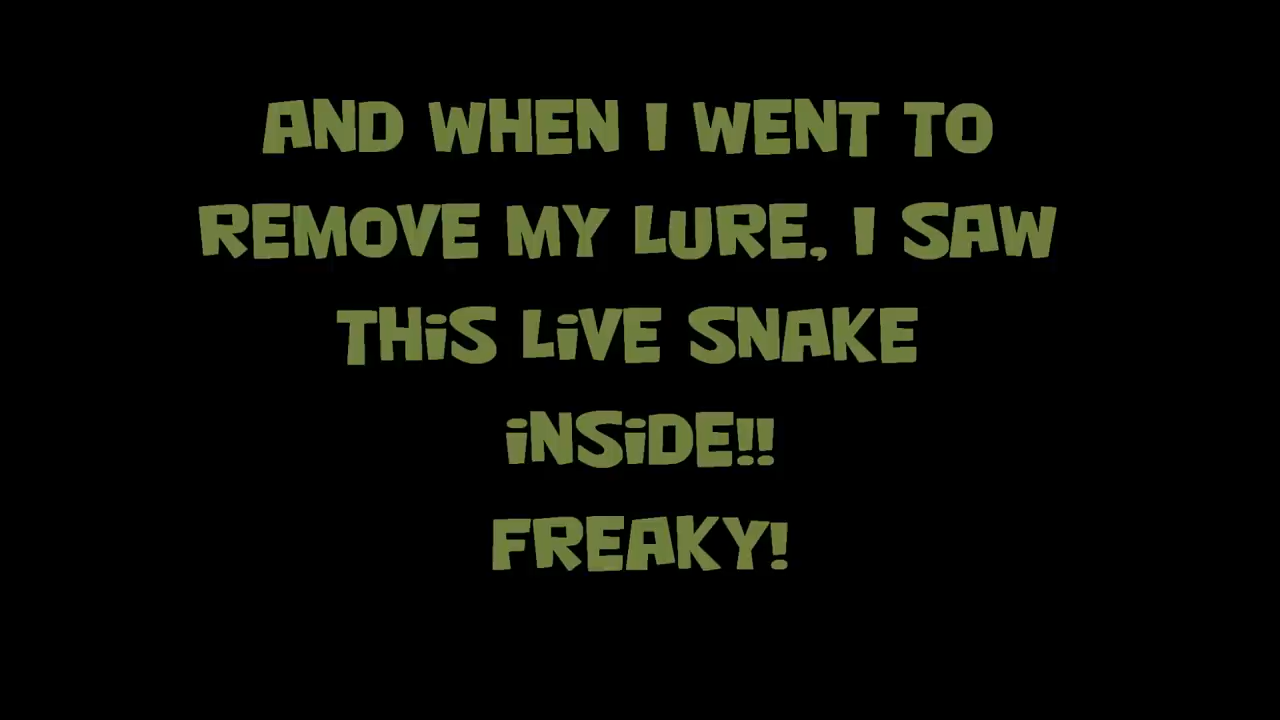 AND WHEN I WENT TO
REMOVE MY LURE, I SAW
THIS LIVE SNAKE
INSIDE!!
FREAKY!